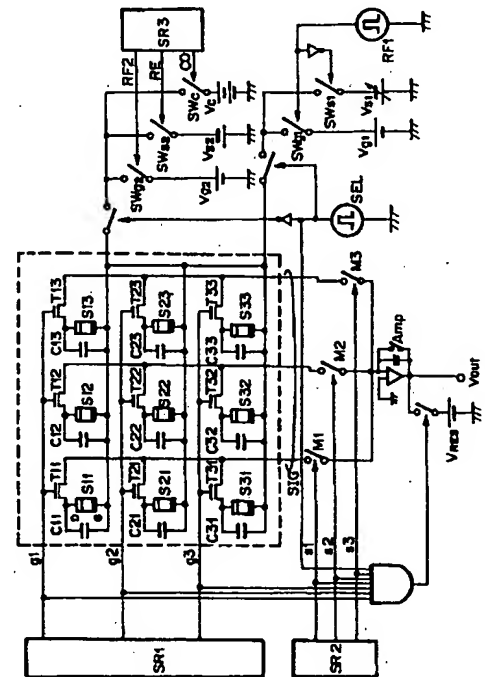 SR3
RF2
RE
CO
SWg2
SWs2
SWc
Vg2
Vs2
Vc
SWg1
SWs1
Vg1
Vs1
RF1
SEL
C11
T11
S11
D
G
C12
T12
S12
C13
T13
S13
C21
T21
S21
C22
T22
S22
C23
T23
S23
C31
T31
S31
C32
T32
S32
C33
T33
S33
g1
g2
g3
SR1
SIG
M1
M2
M3
s1
s2
s3
SR2
Amp
VRES
Vout